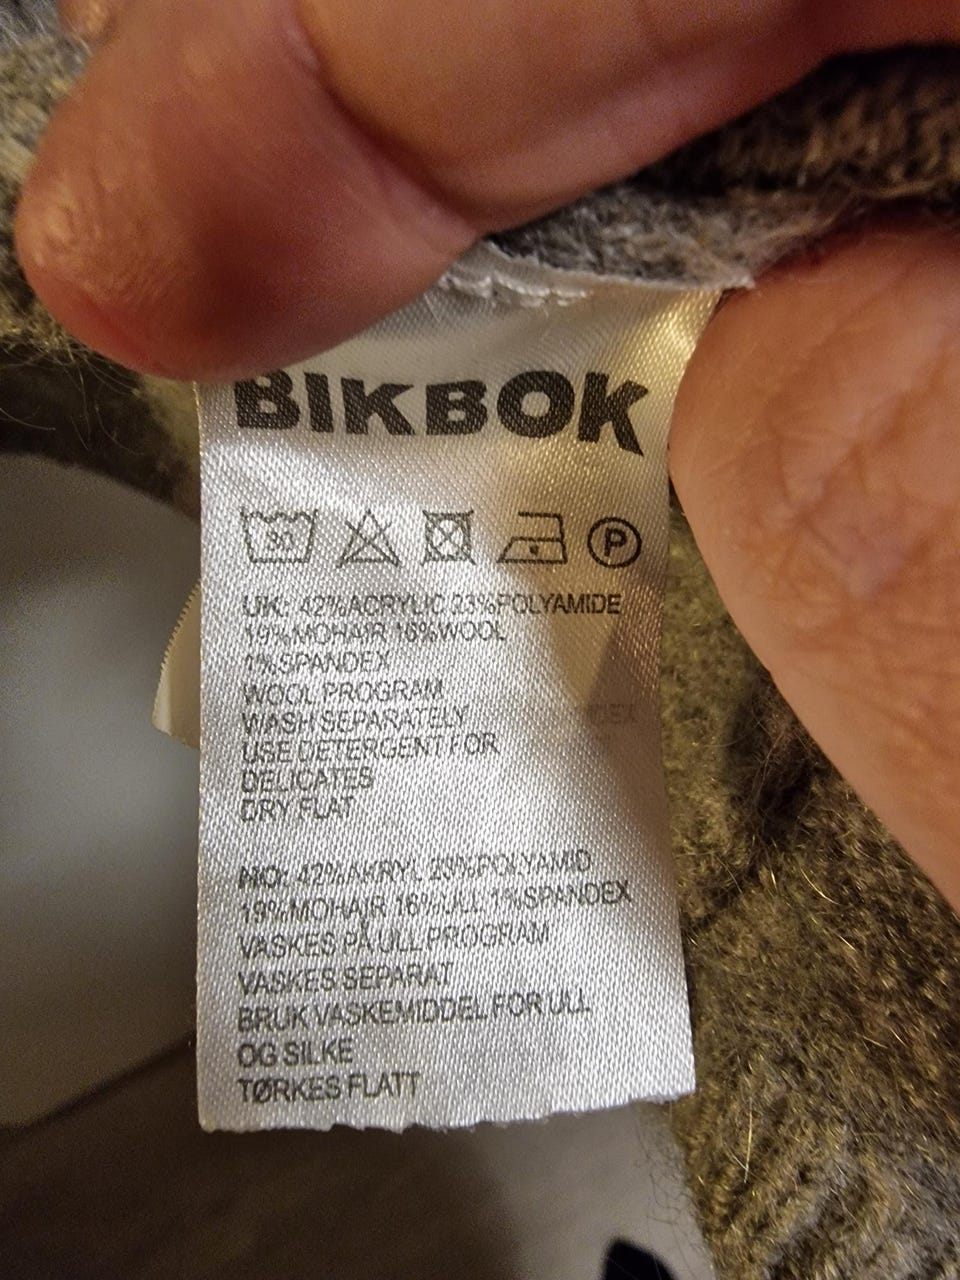 BIKBOK
30 P
UK: 42%ACRYLIC 23%POLYAMIDE
19%MOHAIR 16%WOOL
1%SPANDEX
WOOL PROGRAM
WASH SEPARATELY
USE DETERGENT FOR
DELICATES
DRY FLAT
NO: 42%AKRYL 23%POLYAMID
19%MOHAIR 16%ULL 1%SPANDEX
VASKES PÅ ULL PROGRAM
VASKES SEPARAT
BRUK VASKEMIDDEL FOR ULL
OG SILKE
TØRKES FLATT